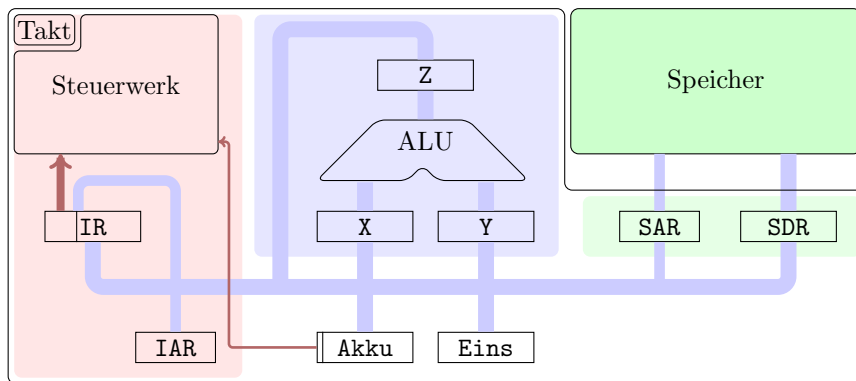 Takt
Steuerwerk
Z
Speicher
ALU
IR
X
Y
SAR
SDR
IAR
Akku
Eins